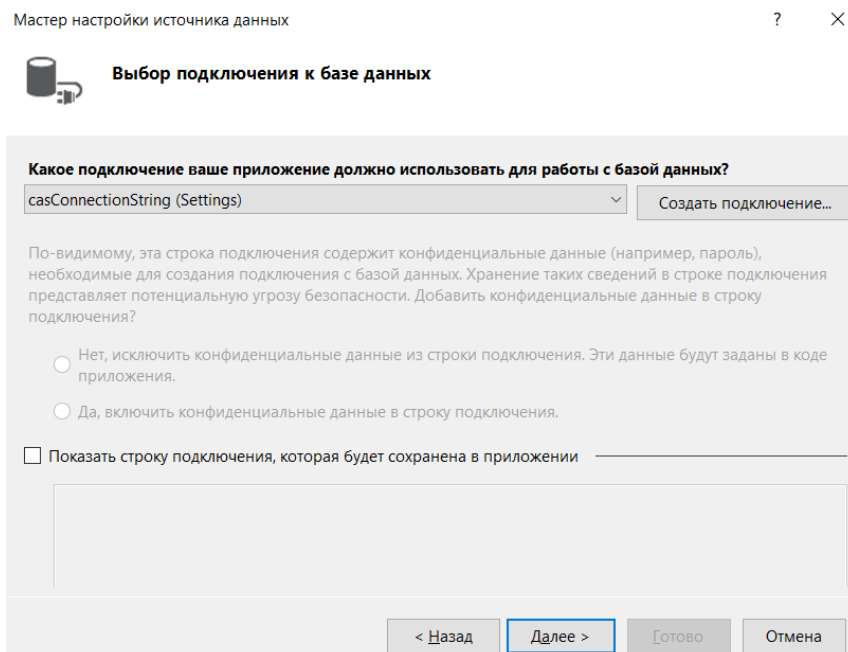 Мастер настройки источника данных
?
Выбор подключения к базе данных
Какое подключение ваше приложение должно использовать для работы с базой данных?
casConnectionString (Settings)
Создать подключение...
По-видимому, эта строка подключения содержит конфиденциальные данные (например, пароль),
необходимые для создания подключения с базой данных. Хранение таких сведений в строке подключения
представляет потенциальную угрозу безопасности. Добавить конфиденциальные данные в строку
подключения?
Нет, исключить конфиденциальные данные из строки подключения. Эти данные будут заданы в коде
приложения.
Да, включить конфиденциальные данные в строку подключения.
Показать строку подключения, которая будет сохранена в приложении
< Назад
Далее >
Готово
Отмена